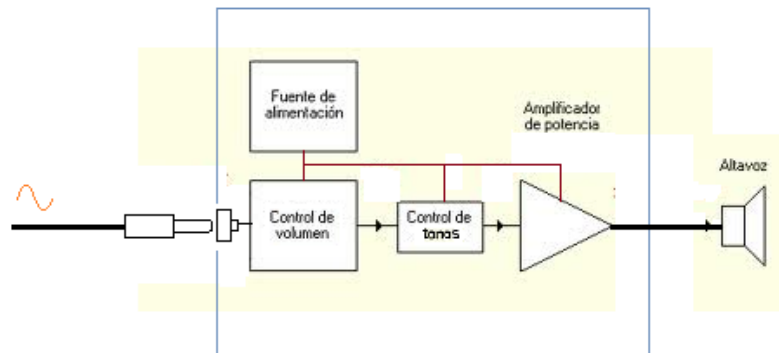 Fuente de
alimentación
Amplificador
de potencia
Altavoz
Control de
volumen
Control de
tonos